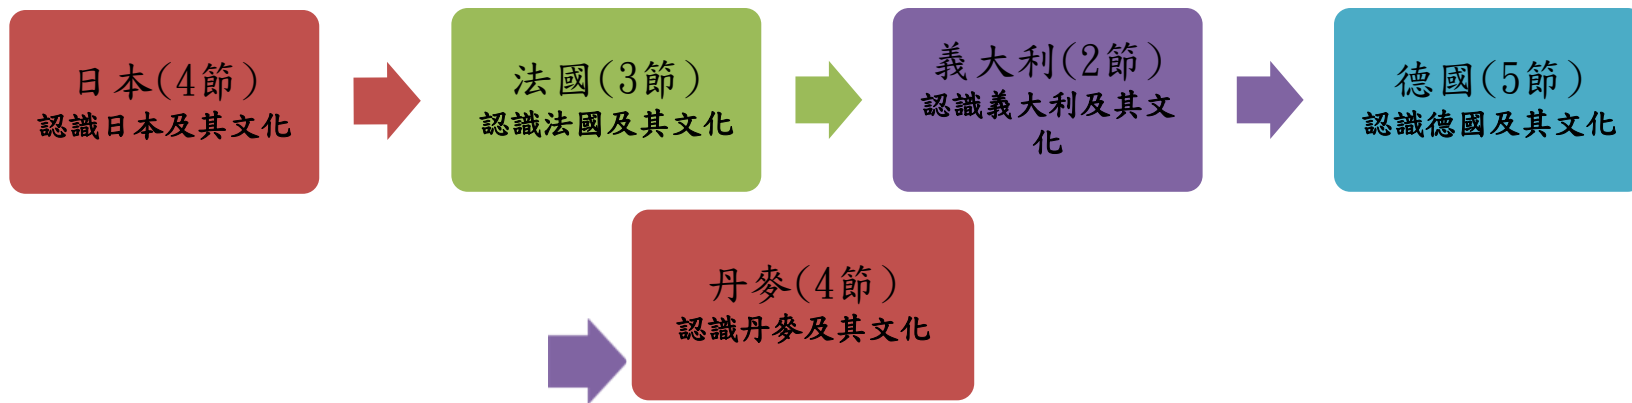 日本(4節)
認識日本及其文化
法國(3節)
認識法國及其文化
義大利(2節)
認識義大利及其文
化
德國(5節)
認識德國及其文化
丹麥(4節)
認識丹麥及其文化